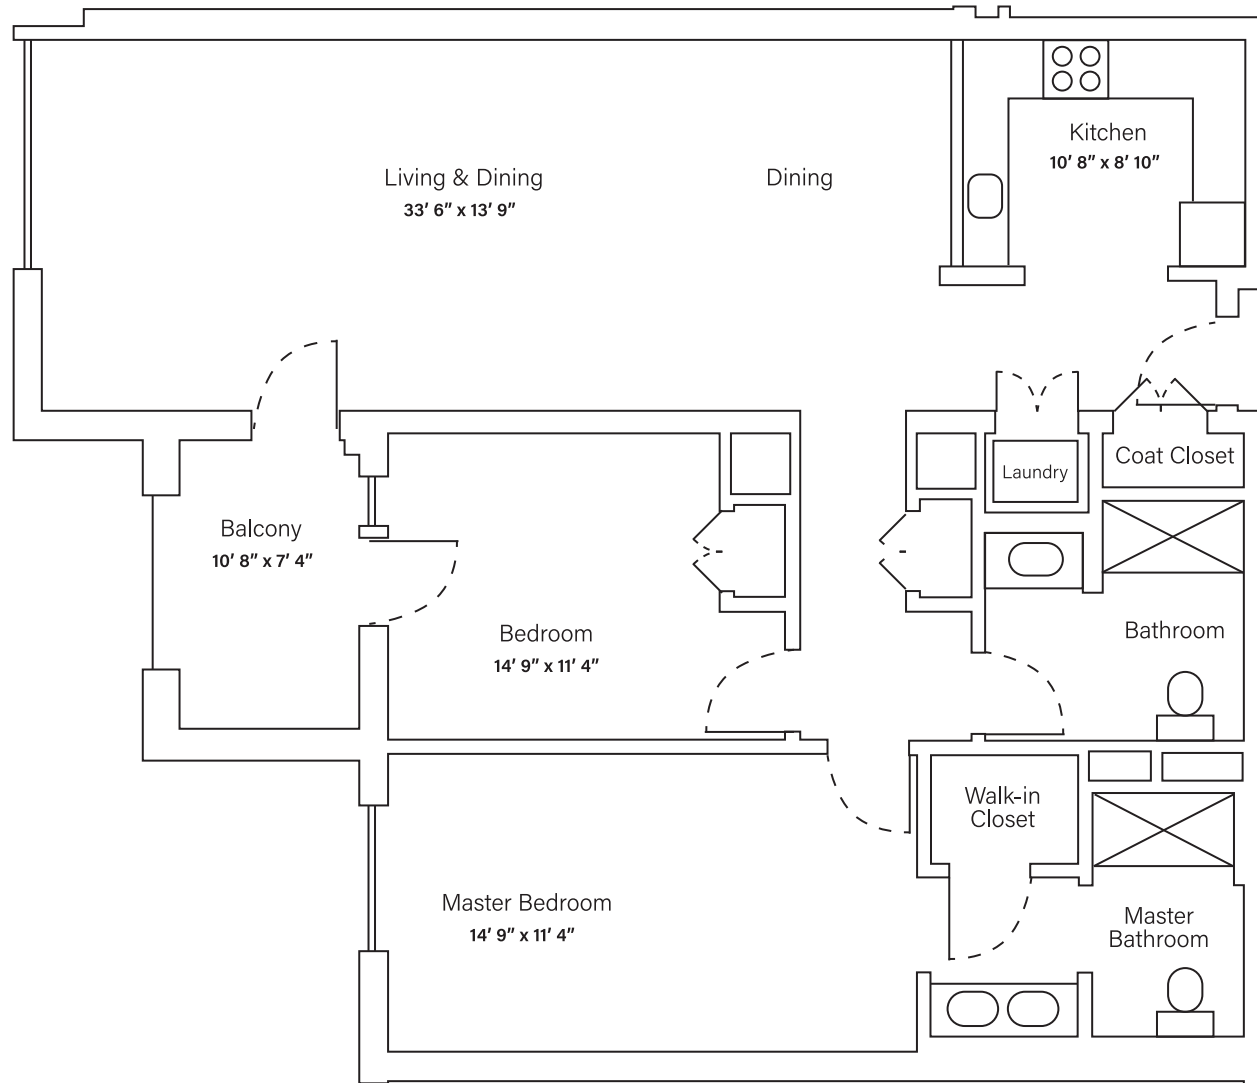 Kitchen
10′ 8″ x 8′ 10″
Living & Dining
33′ 6″ x 13′ 9″
Dining
Coat Closet
Laundry
Balcony
10′ 8″ x 7′ 4″
Bedroom
14′ 9″ x 11′ 4″
Bathroom
Walk-in
Closet
Master Bedroom
14′ 9″ x 11′ 4″
Master
Bathroom